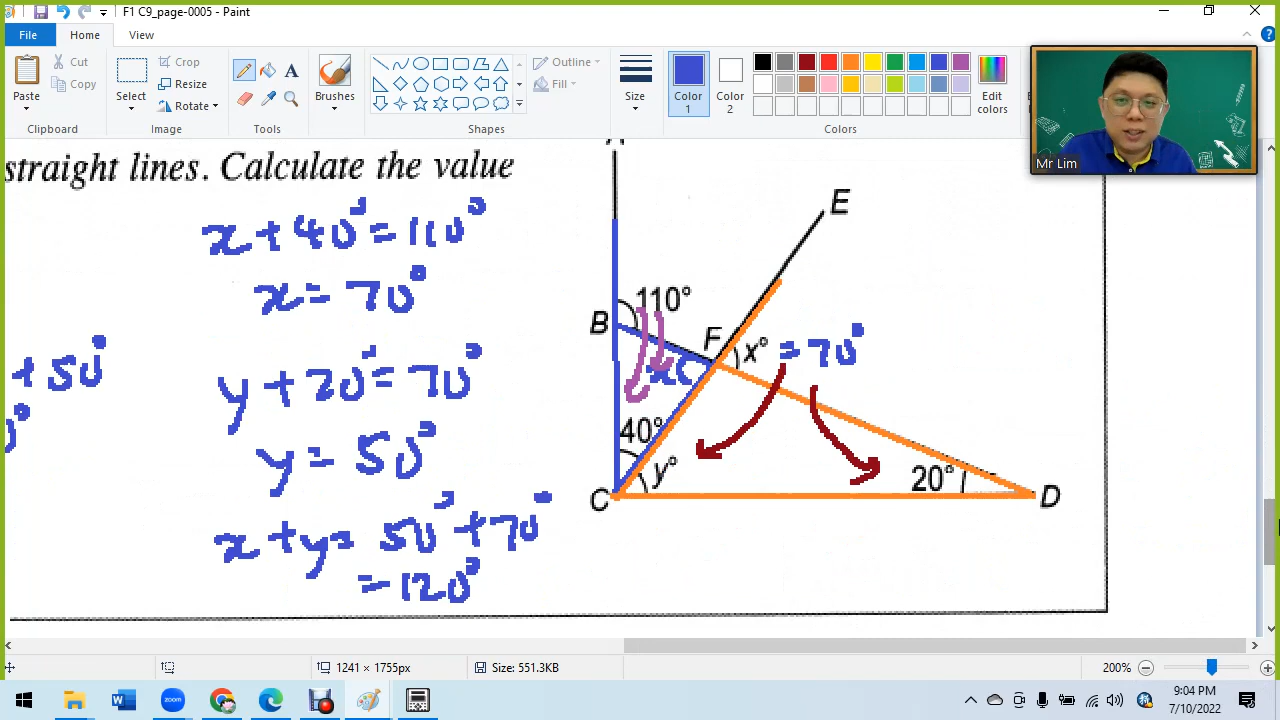 F1 C9_page-0005 - Paint
File
Home
View
Paste
Cut
Copy
Clipboard
Select
Crop
Resize
Rotate
Image
Tools
Brushes
Shapes
Outline
Fill
Size
Color 1
Color 2
Edit colors
Colors
Mr Lim
straight lines. Calculate the value
x + 40° = 110°
x = 70°
+ 50°
y + 20° = 70°
y = 50°
x + y = 50° + 70°
= 120°
E
B
110°
F
x° = 70°
x
40°
y°
20°
C
D
1241 × 1755px
Size: 551.3KB
200%
zoom
9:04 PM
7/10/2022